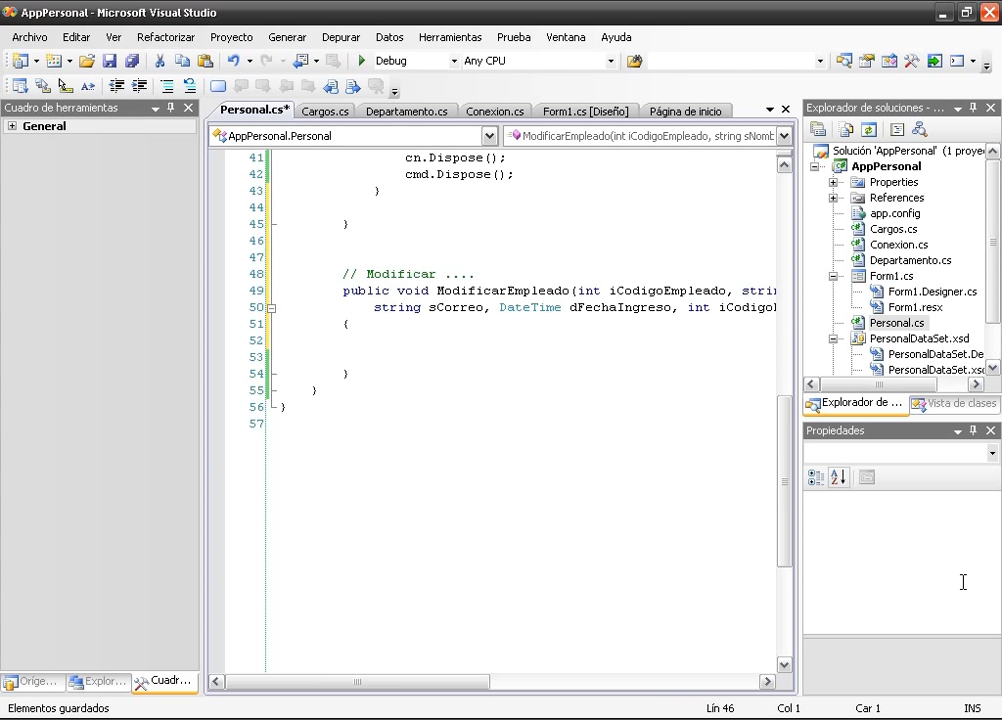 AppPersonal - Microsoft Visual Studio
Archivo Editar Ver Refactorizar Proyecto Generar Depurar Datos Herramientas Prueba Ventana Ayuda
Debug Any CPU
Cuadro de herramientas
General
Personal.cs* Cargos.cs Departamento.cs Conexion.cs Form1.cs [Diseño] Página de inicio
AppPersonal.Personal ModificarEmpleado(int iCodigoEmpleado, string sNomb
41 cn.Dispose();
42 cmd.Dispose();
43 }
44
45 }
46
47
48 // Modificar ....
49 public void ModificarEmpleado(int iCodigoEmpleado, strin
50 string sCorreo, DateTime dFechaIngreso, int iCodigoI
51 {
52
53
54 }
55 }
56 }
57
Explorador de soluciones - ...
Solución 'AppPersonal' (1 proye
AppPersonal
Properties
References
app.config
Cargos.cs
Conexion.cs
Departamento.cs
Form1.cs
Form1.Designer.cs
Form1.resx
Personal.cs
PersonalDataSet.xsd
PersonalDataSet.De
PersonalDataSet.xsc
Explorador de ... Vista de clases
Propiedades
Oríge... Explor... Cuadr...
Elementos guardados Lín 46 Col 1 Car 1 INS